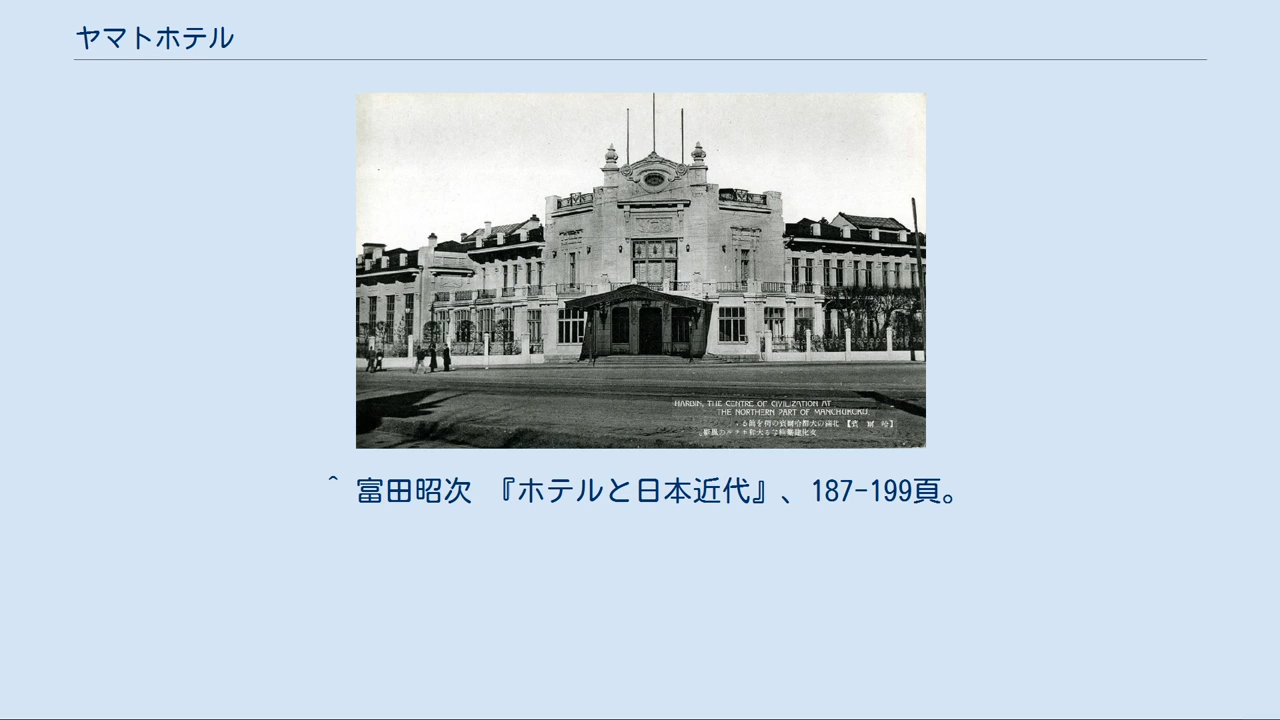 ヤマトホテル
HARBIN, THE CENTRE OF CIVILIZATION AT
THE NORTHERN PART OF MANCHUKUKU.
^ 富田昭次 『ホテルと日本近代』、187-199頁。